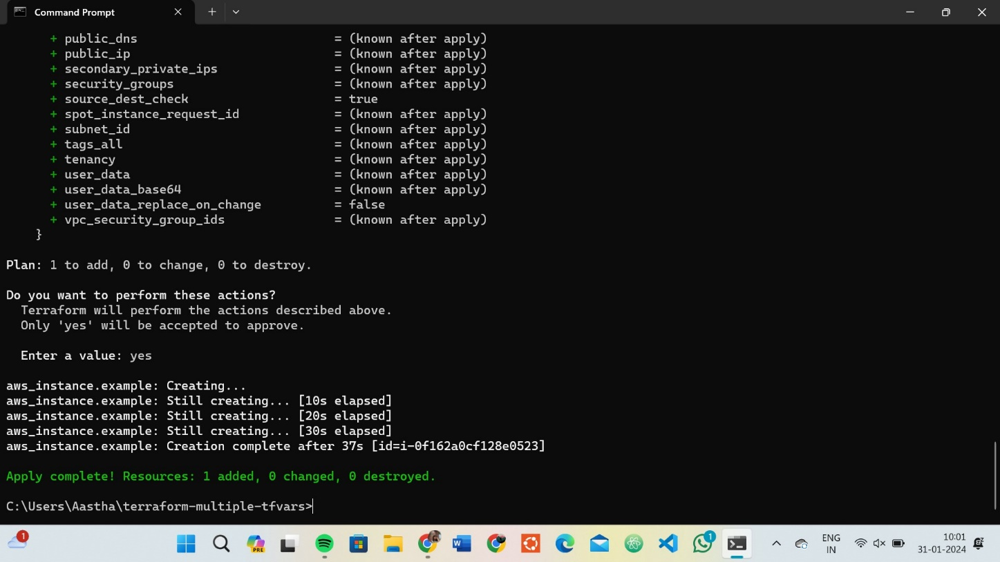 Command Prompt
+ public_dns = (known after apply)
+ public_ip = (known after apply)
+ secondary_private_ips = (known after apply)
+ security_groups = (known after apply)
+ source_dest_check = true
+ spot_instance_request_id = (known after apply)
+ subnet_id = (known after apply)
+ tags_all = (known after apply)
+ tenancy = (known after apply)
+ user_data = (known after apply)
+ user_data_base64 = (known after apply)
+ user_data_replace_on_change = false
+ vpc_security_group_ids = (known after apply)
}
Plan: 1 to add, 0 to change, 0 to destroy.
Do you want to perform these actions?
Terraform will perform the actions described above.
Only 'yes' will be accepted to approve.
Enter a value: yes
aws_instance.example: Creating...
aws_instance.example: Still creating... [10s elapsed]
aws_instance.example: Still creating... [20s elapsed]
aws_instance.example: Still creating... [30s elapsed]
aws_instance.example: Creation complete after 37s [id=i-0f162a0cf128e0523]
Apply complete! Resources: 1 added, 0 changed, 0 destroyed.
C:\Users\Aastha\terraform-multiple-tfvars>
1
PRE
W
1
ENG
IN
10:01
31-01-2024